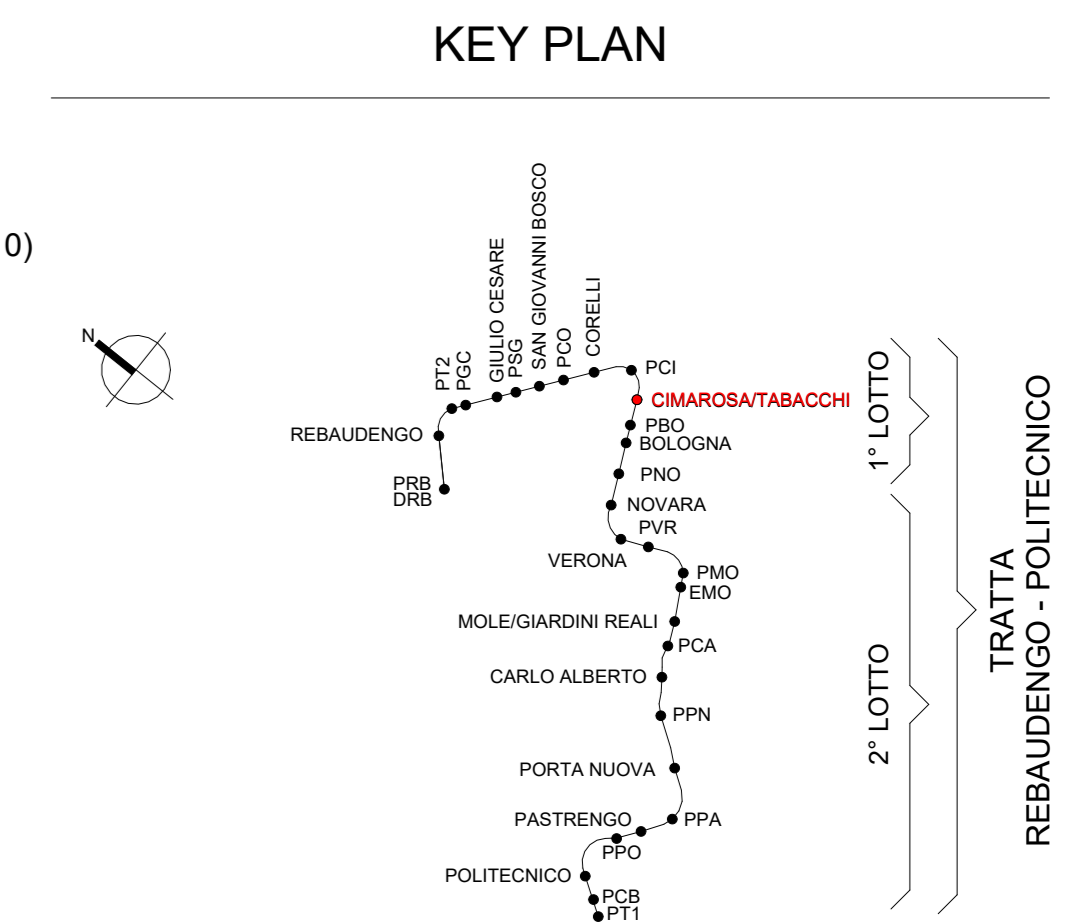 KEY PLAN
0)
N
PT2
PGC
GIULIO CESARE
PSG
SAN GIOVANNI BOSCO
PCO
CORELLI
PCI
CIMAROSA/TABACCHI
PBO
BOLOGNA
REBAUDENGO
PRB
DRB
PNO
NOVARA
PVR
VERONA
PMO
EMO
MOLE/GIARDINI REALI
PCA
CARLO ALBERTO
PPN
PORTA NUOVA
PASTRENGO
PPA
PPO
POLITECNICO
PCB
PT1
1° LOTTO
2° LOTTO
TRATTA
REBAUDENGO - POLITECNICO